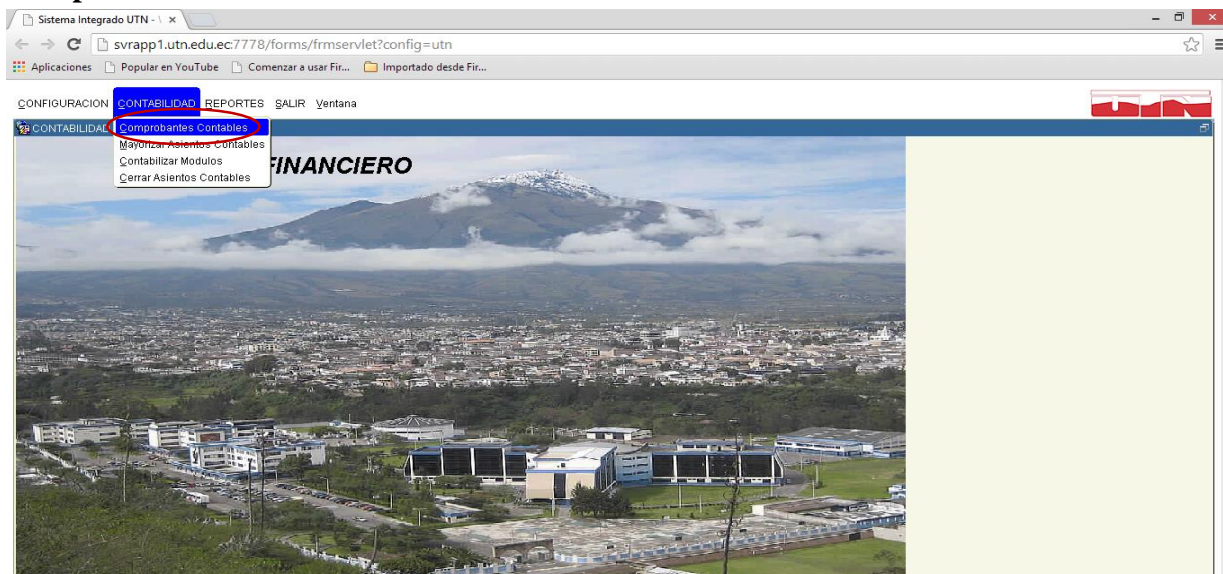 Sistema Integrado UTN - \
svrapp1.utn.edu.ec:7778/forms/frmservlet?config=utn
Aplicaciones Popular en YouTube Comenzar a usar Fir... Importado desde Fir...
CONFIGURACION CONTABILIDAD REPORTES SALIR Ventana
UTN
CONTABILIDAD
Comprobantes Contables
Mayorizar Asientos Contables
Contabilizar Modulos
Cerrar Asientos Contables
FINANCIERO